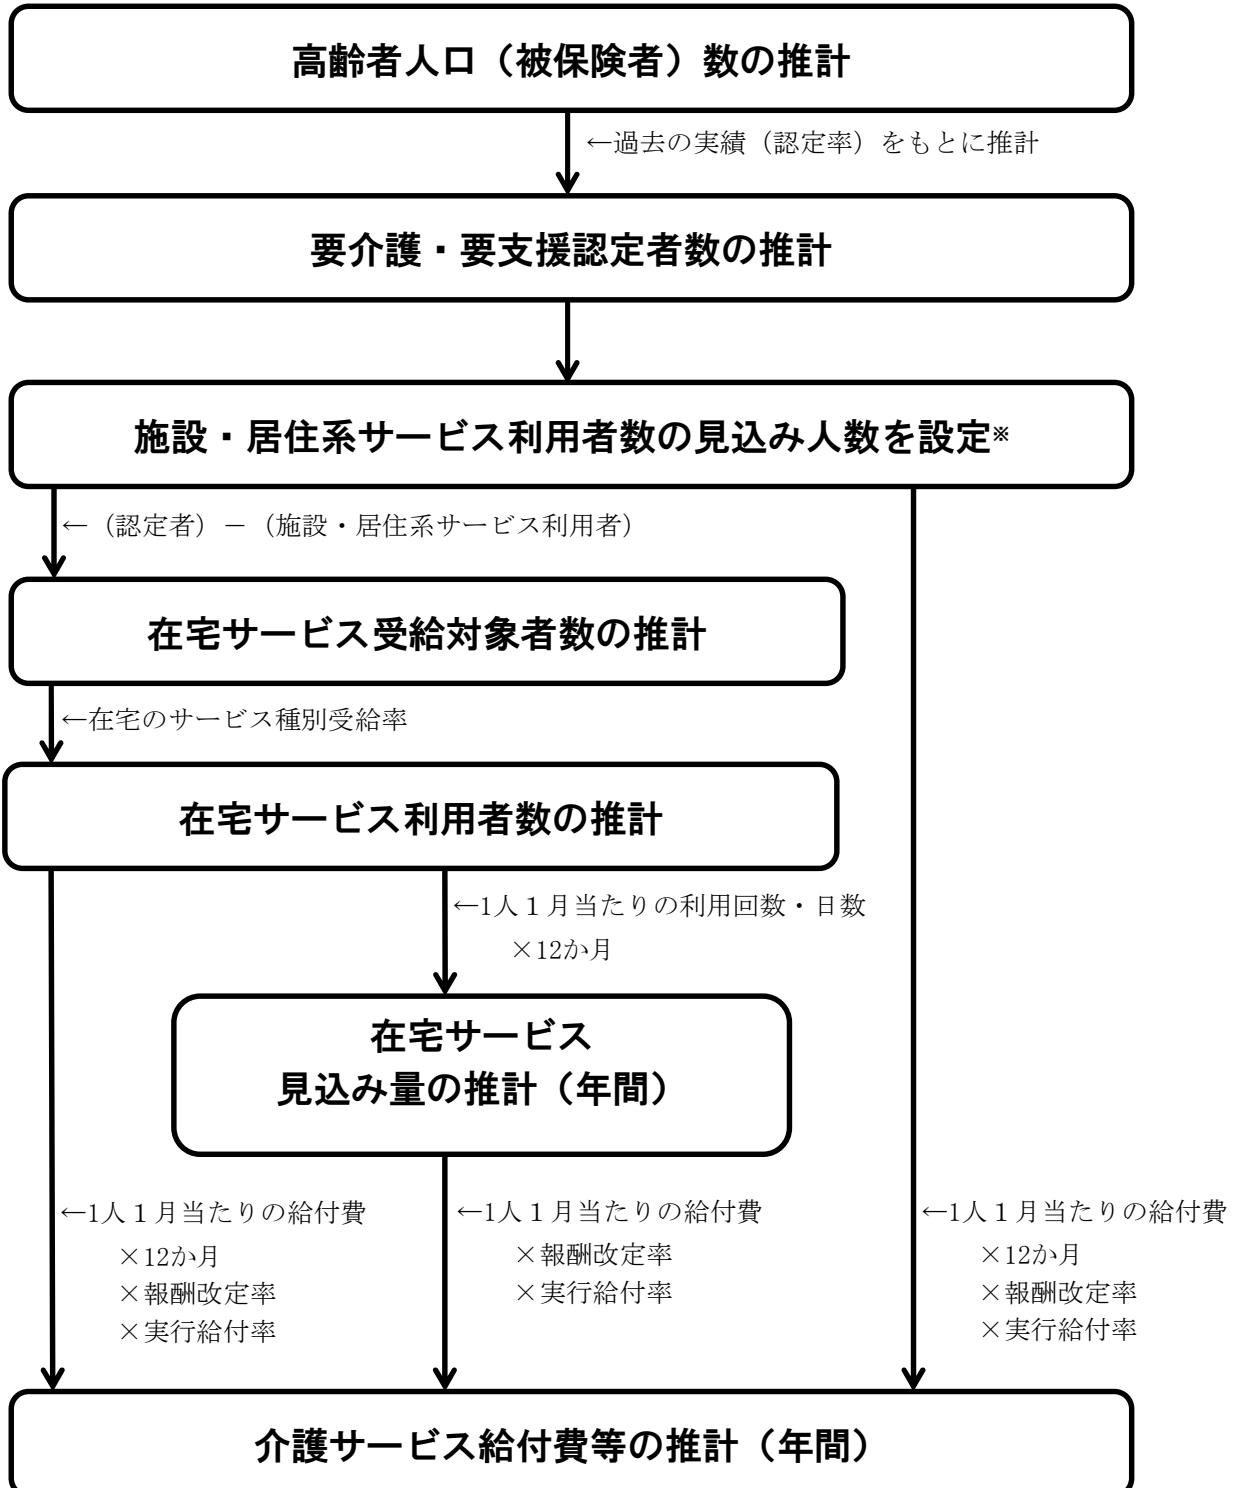 高齢者人口（被保険者）数の推計
←過去の実績（認定率）をもとに推計
要介護・要支援認定者数の推計
施設・居住系サービス利用者数の見込み人数を設定※
←（認定者）－（施設・居住系サービス利用者）
在宅サービス受給対象者数の推計
←在宅のサービス種別受給率
在宅サービス利用者数の推計
←1人１月当たりの利用回数・日数
×12か月
在宅サービス
見込み量の推計（年間）
←1人１月当たりの給付費
×12か月
×報酬改定率
×実行給付率
←1人１月当たりの給付費
×報酬改定率
×実行給付率
←1人１月当たりの給付費
×12か月
×報酬改定率
×実行給付率
介護サービス給付費等の推計（年間）